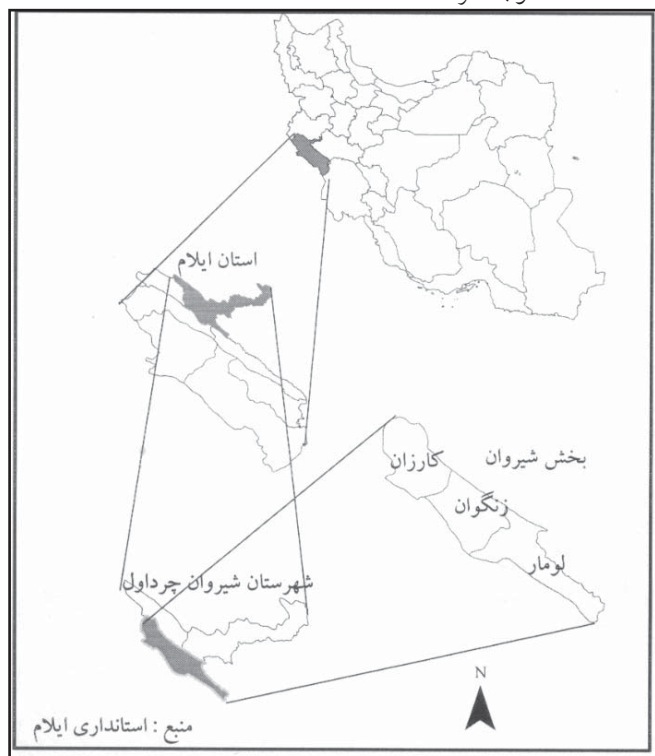 استان ایلام
بخش شیروان
کارزان
زنگوان
لومار
شهرستان شیروان چرداول
N
منبع : استانداری ایلام